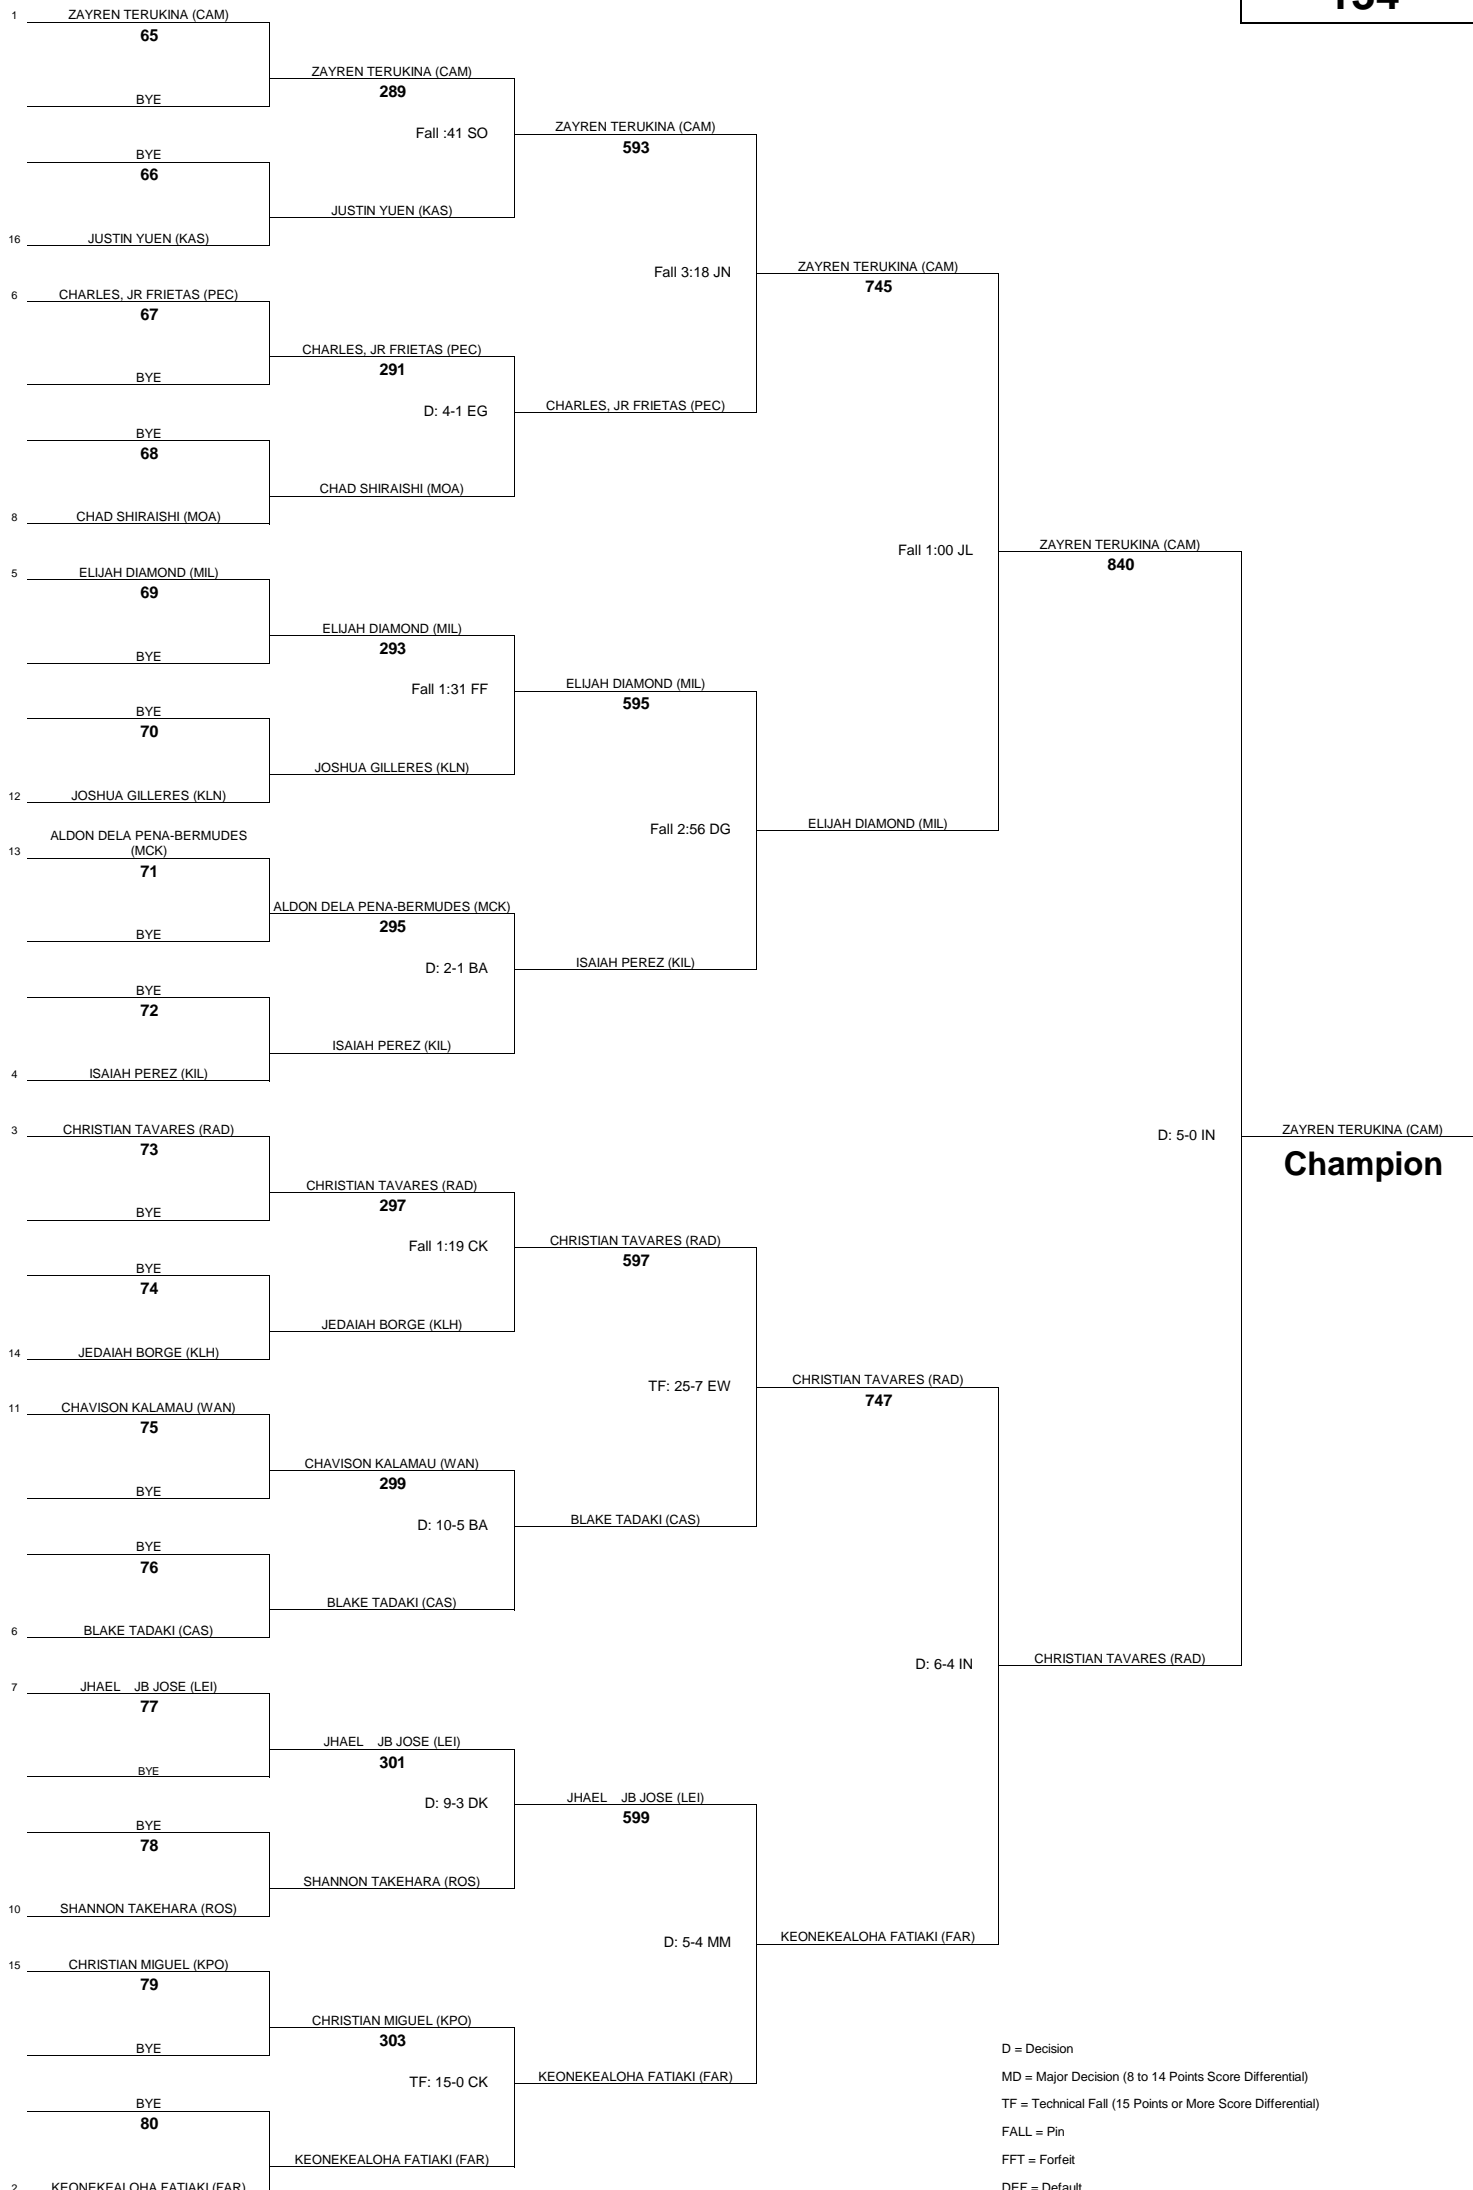 134
1 ZAYREN TERUKINA (CAM)
65
BYE
ZAYREN TERUKINA (CAM)
289
Fall :41 SO
ZAYREN TERUKINA (CAM)
593
BYE
66
JUSTIN YUEN (KAS)
16 JUSTIN YUEN (KAS)
Fall 3:18 JN
ZAYREN TERUKINA (CAM)
745
6 CHARLES, JR FRIETAS (PEC)
67
BYE
CHARLES, JR FRIETAS (PEC)
291
D: 4-1 EG
CHARLES, JR FRIETAS (PEC)
BYE
68
CHAD SHIRAISHI (MOA)
8 CHAD SHIRAISHI (MOA)
Fall 1:00 JL
ZAYREN TERUKINA (CAM)
840
5 ELIJAH DIAMOND (MIL)
69
BYE
ELIJAH DIAMOND (MIL)
293
Fall 1:31 FF
ELIJAH DIAMOND (MIL)
595
BYE
70
JOSHUA GILLERES (KLN)
12 JOSHUA GILLERES (KLN)
Fall 2:56 DG
ELIJAH DIAMOND (MIL)
ALDON DELA PENA-BERMUDES
13 (MCK)
71
BYE
ALDON DELA PENA-BERMUDES (MCK)
295
D: 2-1 BA
ISAIAH PEREZ (KIL)
BYE
72
ISAIAH PEREZ (KIL)
4 ISAIAH PEREZ (KIL)
D: 5-0 IN
ZAYREN TERUKINA (CAM)
Champion
3 CHRISTIAN TAVARES (RAD)
73
BYE
CHRISTIAN TAVARES (RAD)
297
Fall 1:19 CK
CHRISTIAN TAVARES (RAD)
597
BYE
74
JEDAIAH BORGE (KLH)
14 JEDAIAH BORGE (KLH)
TF: 25-7 EW
CHRISTIAN TAVARES (RAD)
747
11 CHAVISON KALAMAU (WAN)
75
BYE
CHAVISON KALAMAU (WAN)
299
D: 10-5 BA
BLAKE TADAKI (CAS)
BYE
76
BLAKE TADAKI (CAS)
6 BLAKE TADAKI (CAS)
D: 6-4 IN
CHRISTIAN TAVARES (RAD)
7 JHAEL JB JOSE (LEI)
77
BYE
JHAEL JB JOSE (LEI)
301
D: 9-3 DK
JHAEL JB JOSE (LEI)
599
BYE
78
SHANNON TAKEHARA (ROS)
10 SHANNON TAKEHARA (ROS)
D: 5-4 MM
KEONEKEALOHA FATIAKI (FAR)
15 CHRISTIAN MIGUEL (KPO)
79
BYE
CHRISTIAN MIGUEL (KPO)
303
TF: 15-0 CK
KEONEKEALOHA FATIAKI (FAR)
BYE
80
KEONEKEALOHA FATIAKI (FAR)
2 KEONEKEALOHA FATIAKI (FAR)
D = Decision
MD = Major Decision (8 to 14 Points Score Differential)
TF = Technical Fall (15 Points or More Score Differential)
FALL = Pin
FFT = Forfeit
DEF = Default